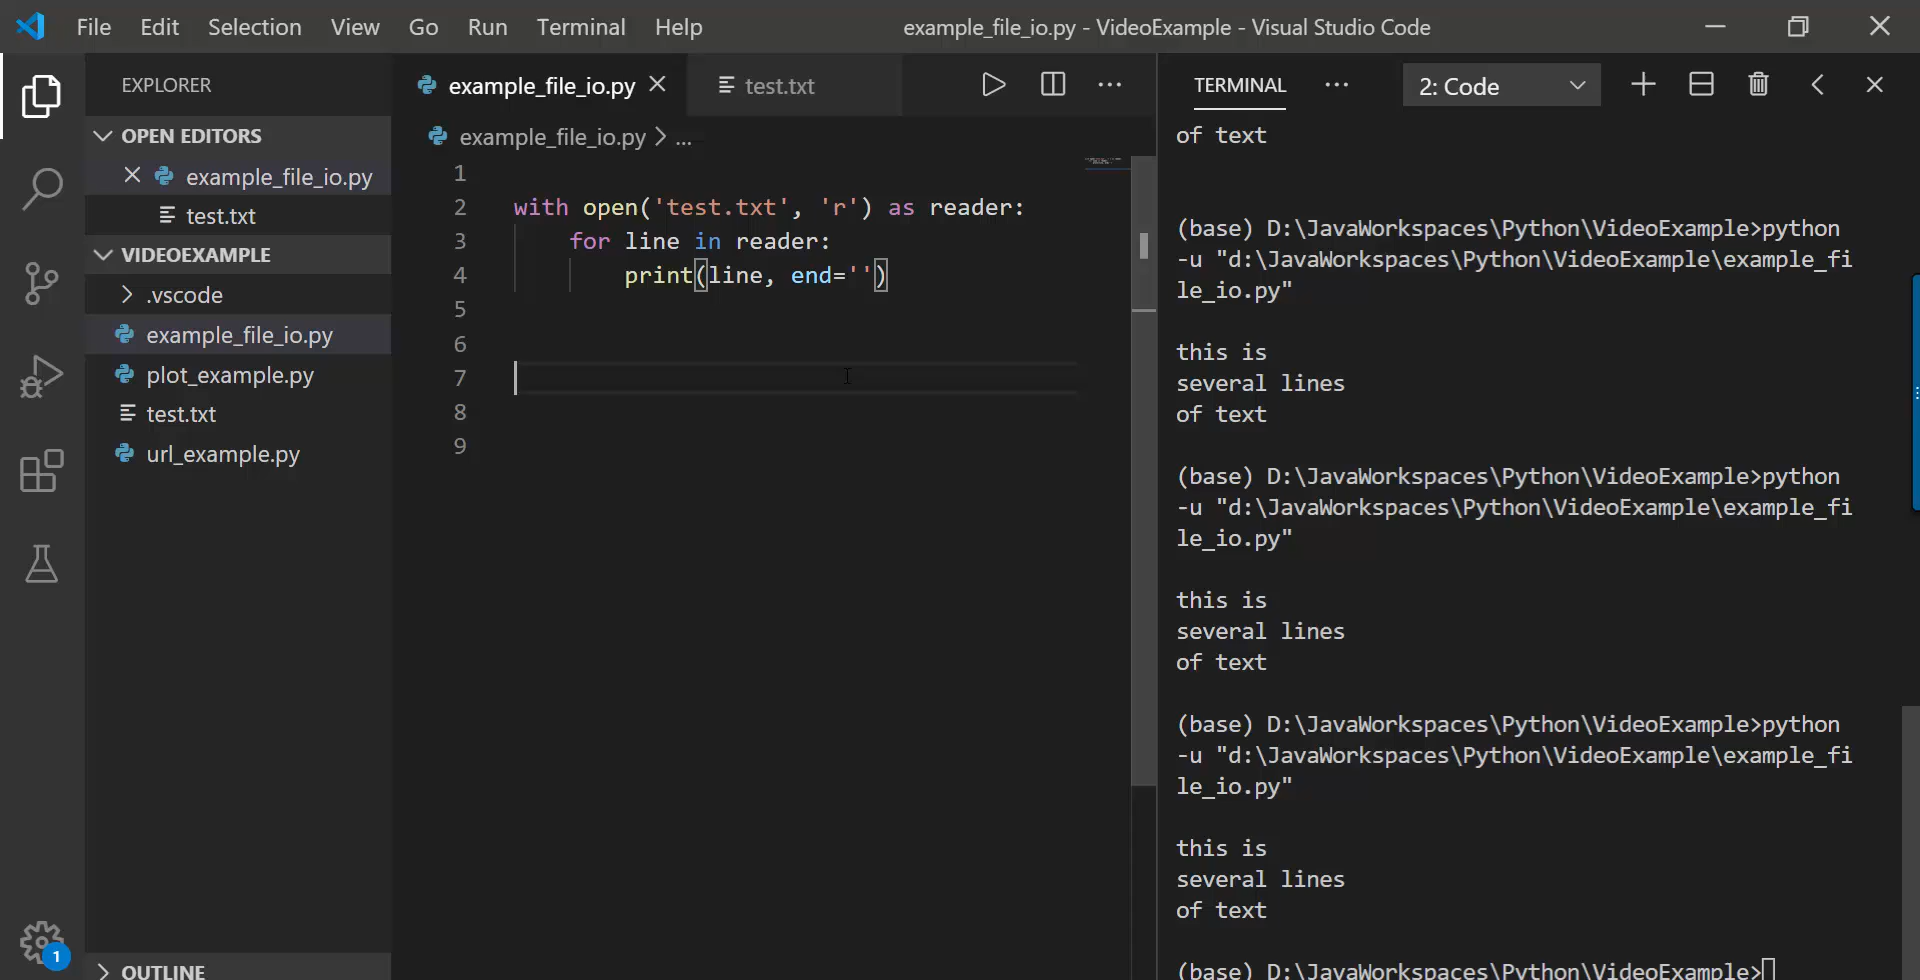 File Edit Selection View Go Run Terminal Help example_file_io.py - VideoExample - Visual Studio Code
EXPLORER
OPEN EDITORS
example_file_io.py
test.txt
VIDEOEXAMPLE
.vscode
example_file_io.py
plot_example.py
test.txt
url_example.py
OUTLINE
1
example_file_io.py test.txt
example_file_io.py > ...
1
2 with open('test.txt', 'r') as reader:
3 for line in reader:
4 print(line, end='')
5
6
7
8
9
TERMINAL ... 2: Code
of text
(base) D:\JavaWorkspaces\Python\VideoExample>python
-u "d:\JavaWorkspaces\Python\VideoExample\example_fi
le_io.py"
this is
several lines
of text
(base) D:\JavaWorkspaces\Python\VideoExample>python
-u "d:\JavaWorkspaces\Python\VideoExample\example_fi
le_io.py"
this is
several lines
of text
(base) D:\JavaWorkspaces\Python\VideoExample>python
-u "d:\JavaWorkspaces\Python\VideoExample\example_fi
le_io.py"
this is
several lines
of text
(base) D:\JavaWorkspaces\Python\VideoExample>